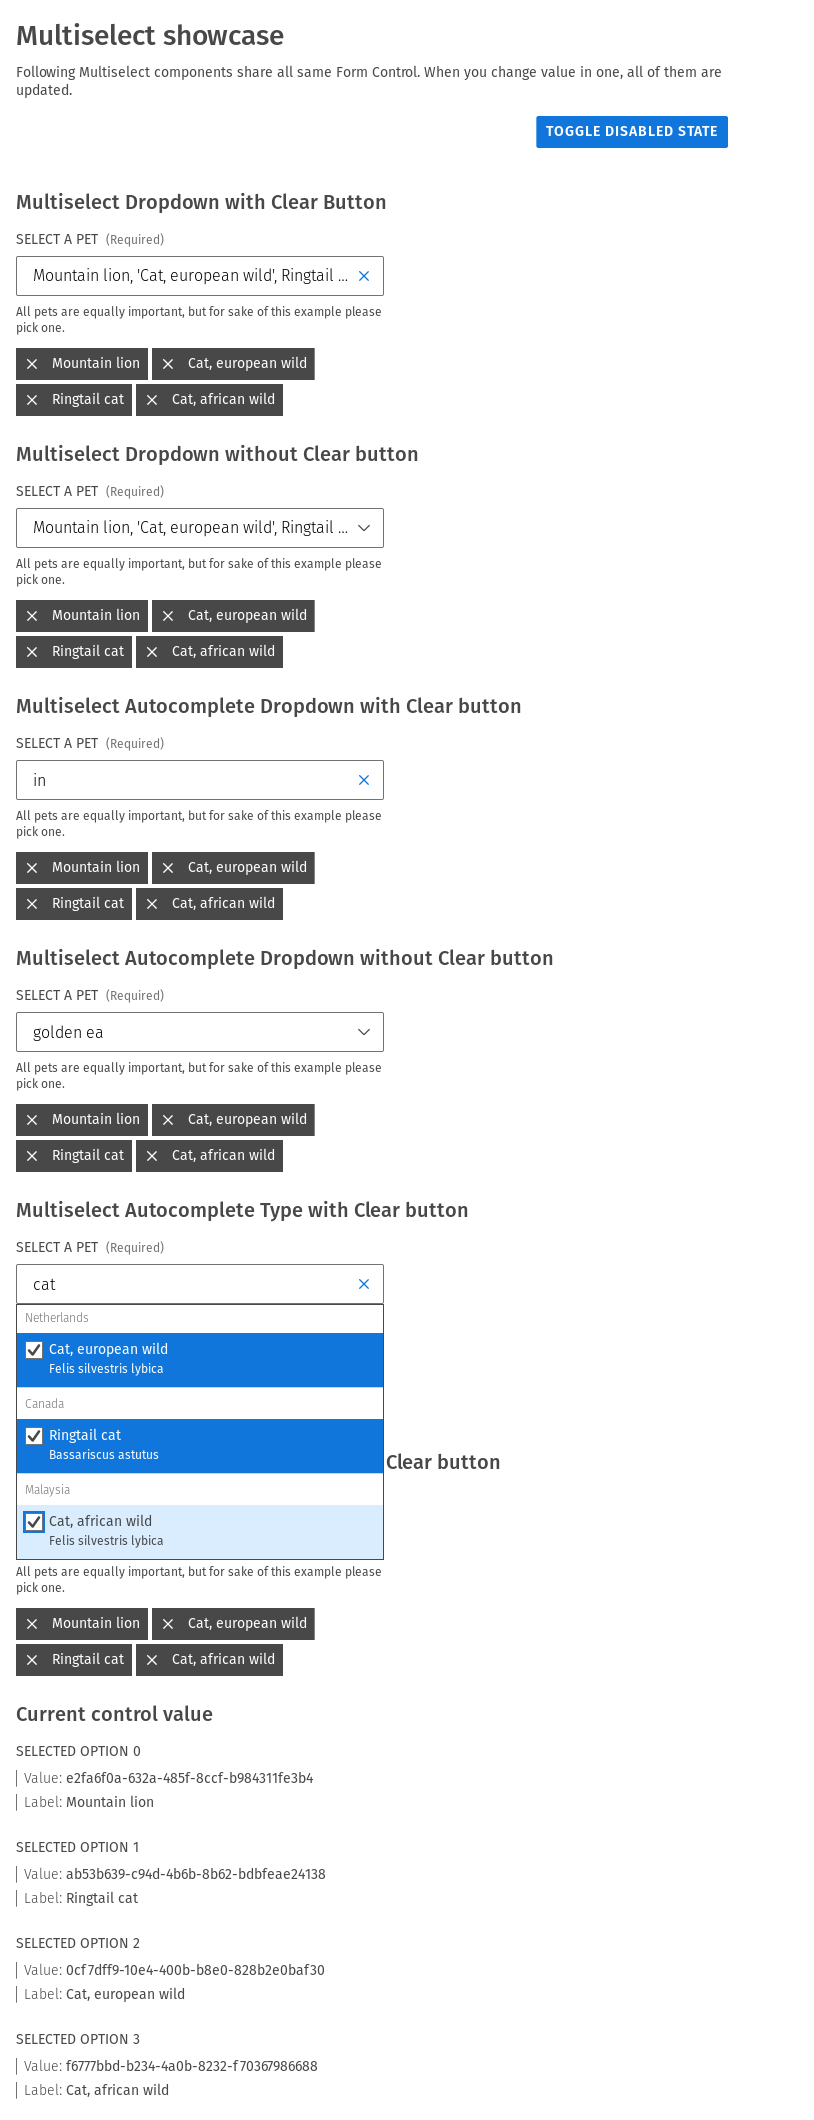 Multiselect showcase
Following Multiselect components share all same Form Control. When you change value in one, all of them are
updated.
TOGGLE DISABLED STATE
Multiselect Dropdown with Clear Button
SELECT A PET (Required)
Mountain lion, 'Cat, european wild', Ringtail ...
All pets are equally important, but for sake of this example please
pick one.
Mountain lion Cat, european wild
Ringtail cat Cat, african wild
Multiselect Dropdown without Clear button
SELECT A PET (Required)
Mountain lion, 'Cat, european wild', Ringtail ...
All pets are equally important, but for sake of this example please
pick one.
Mountain lion Cat, european wild
Ringtail cat Cat, african wild
Multiselect Autocomplete Dropdown with Clear button
SELECT A PET (Required)
in
All pets are equally important, but for sake of this example please
pick one.
Mountain lion Cat, european wild
Ringtail cat Cat, african wild
Multiselect Autocomplete Dropdown without Clear button
SELECT A PET (Required)
golden ea
All pets are equally important, but for sake of this example please
pick one.
Mountain lion Cat, european wild
Ringtail cat Cat, african wild
Multiselect Autocomplete Type with Clear button
SELECT A PET (Required)
cat
Netherlands
Cat, european wild
Felis silvestris lybica
Canada
Ringtail cat
Bassariscus astutus
Clear button
Malaysia
Cat, african wild
Felis silvestris lybica
All pets are equally important, but for sake of this example please
pick one.
Mountain lion Cat, european wild
Ringtail cat Cat, african wild
Current control value
SELECTED OPTION 0
Value: e2fa6f0a-632a-485f-8ccf-b984311fe3b4
Label: Mountain lion
SELECTED OPTION 1
Value: ab53b639-c94d-4b6b-8b62-bdbfeae24138
Label: Ringtail cat
SELECTED OPTION 2
Value: 0cf7dff9-10e4-400b-b8e0-828b2e0baf30
Label: Cat, european wild
SELECTED OPTION 3
Value: f6777bbd-b234-4a0b-8232-f70367986688
Label: Cat, african wild